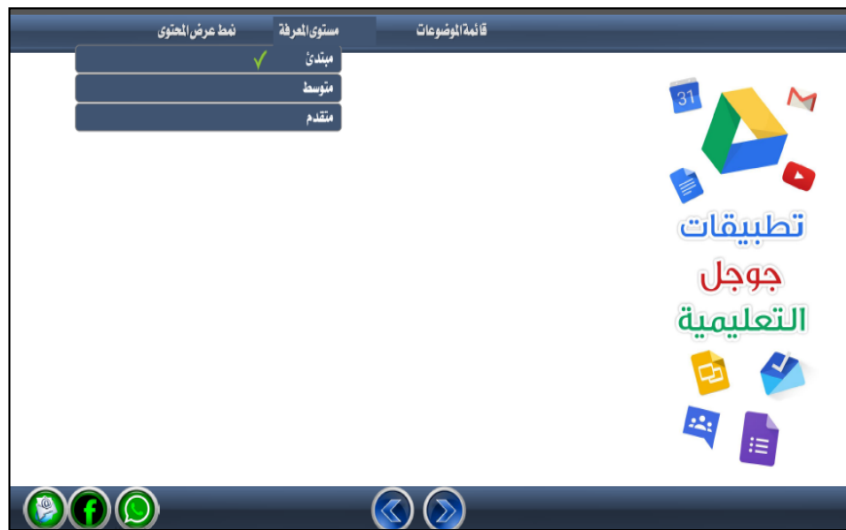 قائمة الموضوعات
مستوى المعرفة
نمط عرض المحتوى
مبتدئ
متوسط
متقدم
31
تطبيقات
جوجل
التعليمية
@
f